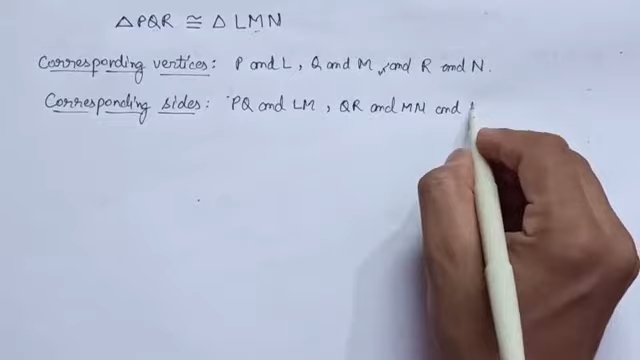 △PQR ≅ △LMN
Corresponding vertices: P and L, Q and M, and R and N.
Corresponding sides: PQ and LM, QR and MN and